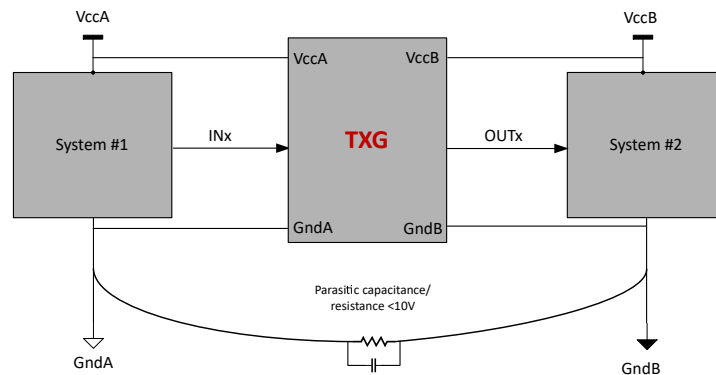 VccA
VccB
VccA
VccB
System #1
INx
TXG
OUTx
System #2
GndA
GndB
Parasitic capacitance/
resistance <10V
GndA
GndB